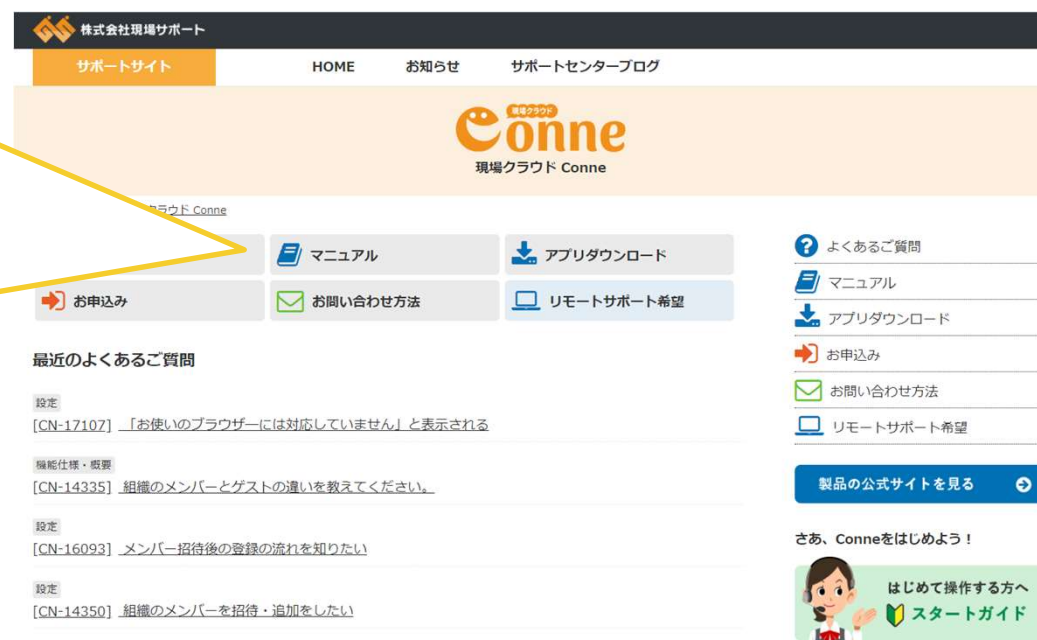 株式会社現場サポート
サポートサイト HOME お知らせ サポートセンターブログ
現場クラウド
Conne
現場クラウド Conne
クラウド Conne
マニュアル アプリダウンロード
お申込み お問い合わせ方法 リモートサポート希望
最近のよくあるご質問
設定
[CN-17107] 「お使いのブラウザーには対応していません」と表示される
機能仕様・概要
[CN-14335] 組織のメンバーとゲストの違いを教えてください。
設定
[CN-16093] メンバー招待後の登録の流れを知りたい
設定
[CN-14350] 組織のメンバーを招待・追加をしたい
よくあるご質問
マニュアル
アプリダウンロード
お申込み
お問い合わせ方法
リモートサポート希望
製品の公式サイトを見る
さあ、Conneをはじめよう！
はじめて操作する方へ
スタートガイド